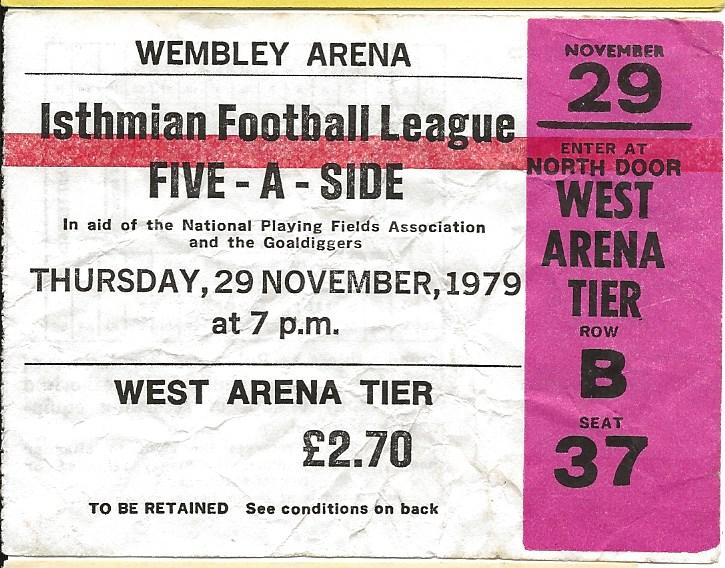 WEMBLEY ARENA
Isthmian Football League
FIVE - A - SIDE
In aid of the National Playing Fields Association
and the Goaldiggers
THURSDAY, 29 NOVEMBER, 1979
at 7 p.m.
WEST ARENA TIER
£2.70
TO BE RETAINED See conditions on back
NOVEMBER
29
ENTER AT
NORTH DOOR
WEST
ARENA
TIER
ROW
B
SEAT
37